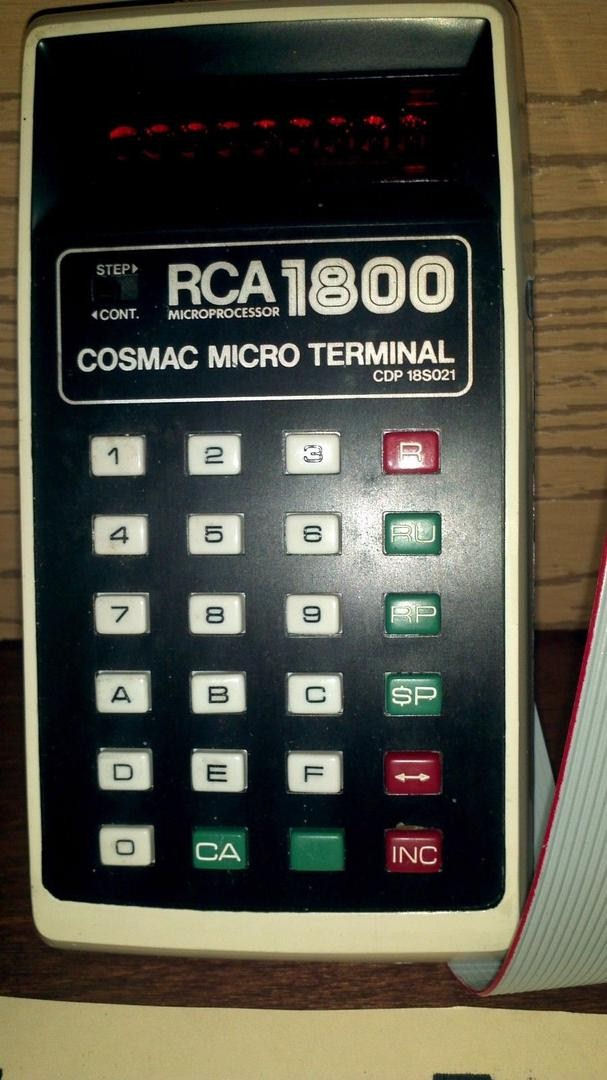 STEP▸
◂CONT.
RCA 1800
MICROPROCESSOR
COSMAC MICRO TERMINAL
CDP 18S021
1 2 3 R
4 5 6 RU
7 8 9 RP
A B C $P
D E F ↔
0 CA INC